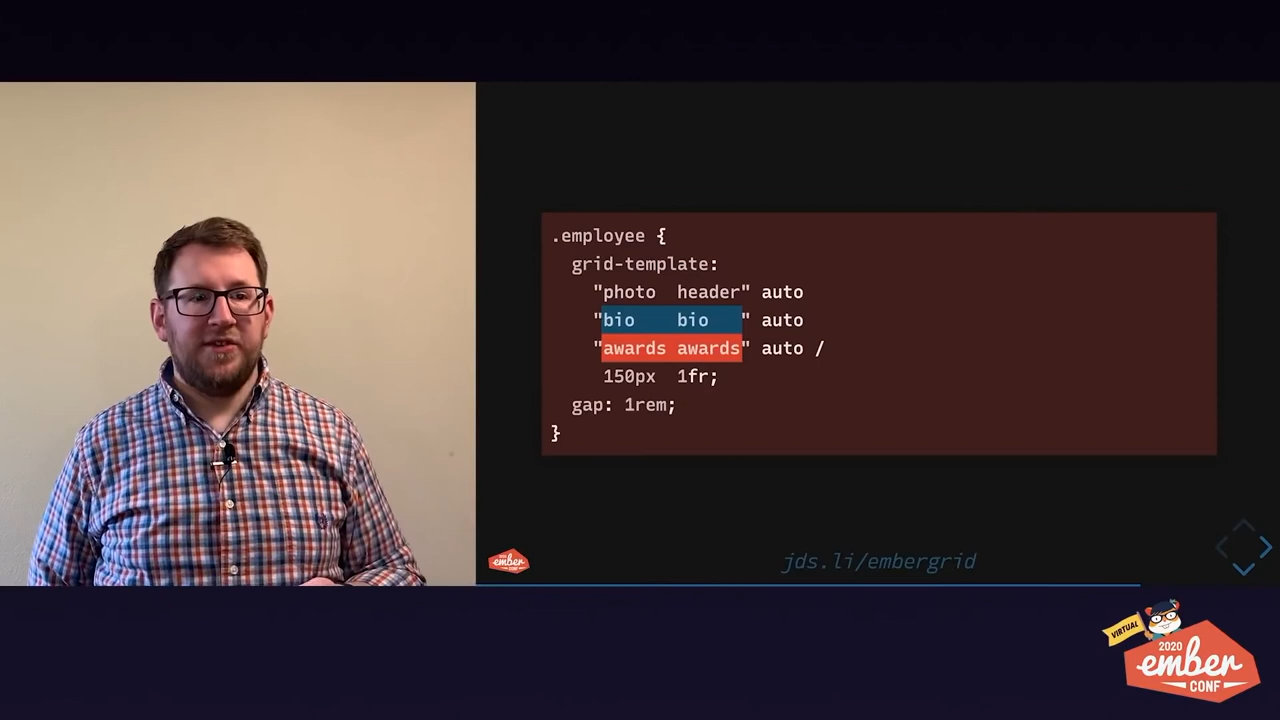 .employee {
  grid-template:
    "photo  header" auto
    "bio    bio   " auto
    "awards awards" auto /
     150px  1fr;
  gap: 1rem;
}
ember
CONF
jds.li/embergrid
VIRTUAL
2020
ember
CONF